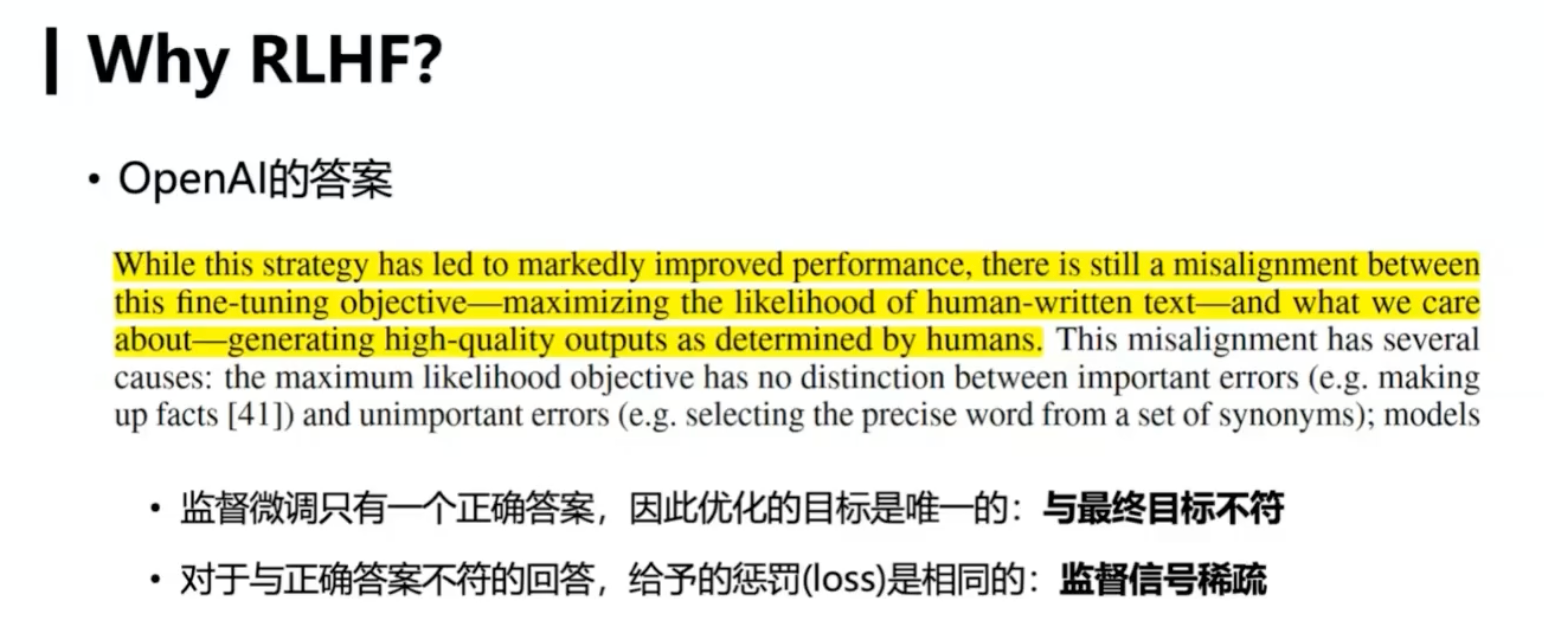 Why RLHF?
• OpenAI的答案
While this strategy has led to markedly improved performance, there is still a misalignment between
this fine-tuning objective—maximizing the likelihood of human-written text—and what we care
about—generating high-quality outputs as determined by humans. This misalignment has several
causes: the maximum likelihood objective has no distinction between important errors (e.g. making
up facts [41]) and unimportant errors (e.g. selecting the precise word from a set of synonyms); models
• 监督微调只有一个正确答案，因此优化的目标是唯一的：与最终目标不符
• 对于与正确答案不符的回答，给予的惩罚(loss)是相同的：监督信号稀疏